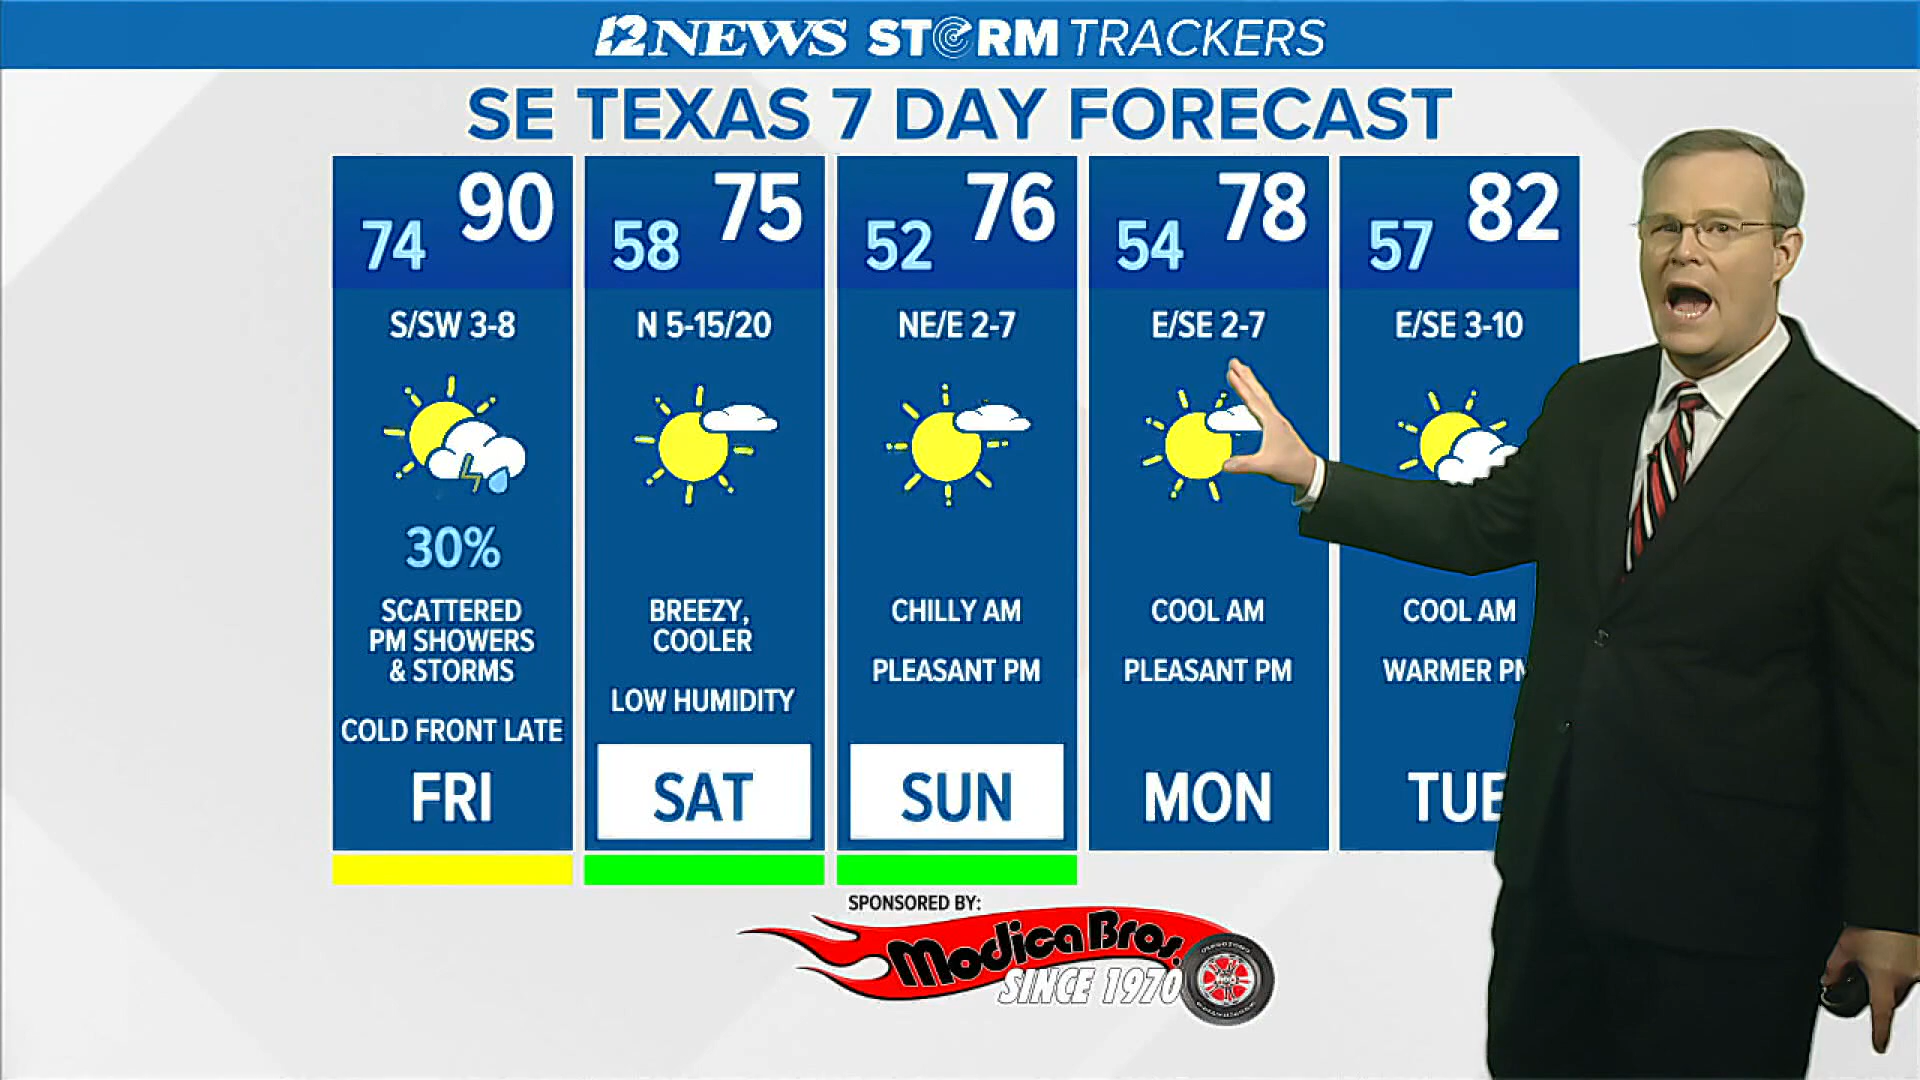 12NEWS STORM TRACKERS
SE TEXAS 7 DAY FORECAST
74 90
S/SW 3-8
30%
SCATTERED
PM SHOWERS
& STORMS
COLD FRONT LATE
FRI
58 75
N 5-15/20
BREEZY,
COOLER
LOW HUMIDITY
SAT
52 76
NE/E 2-7
CHILLY AM
PLEASANT PM
SUN
54 78
E/SE 2-7
COOL AM
PLEASANT PM
MON
57 82
E/SE 3-10
COOL AM
WARMER PM
TUE
SPONSORED BY:
Modica Bros.
SINCE 1970